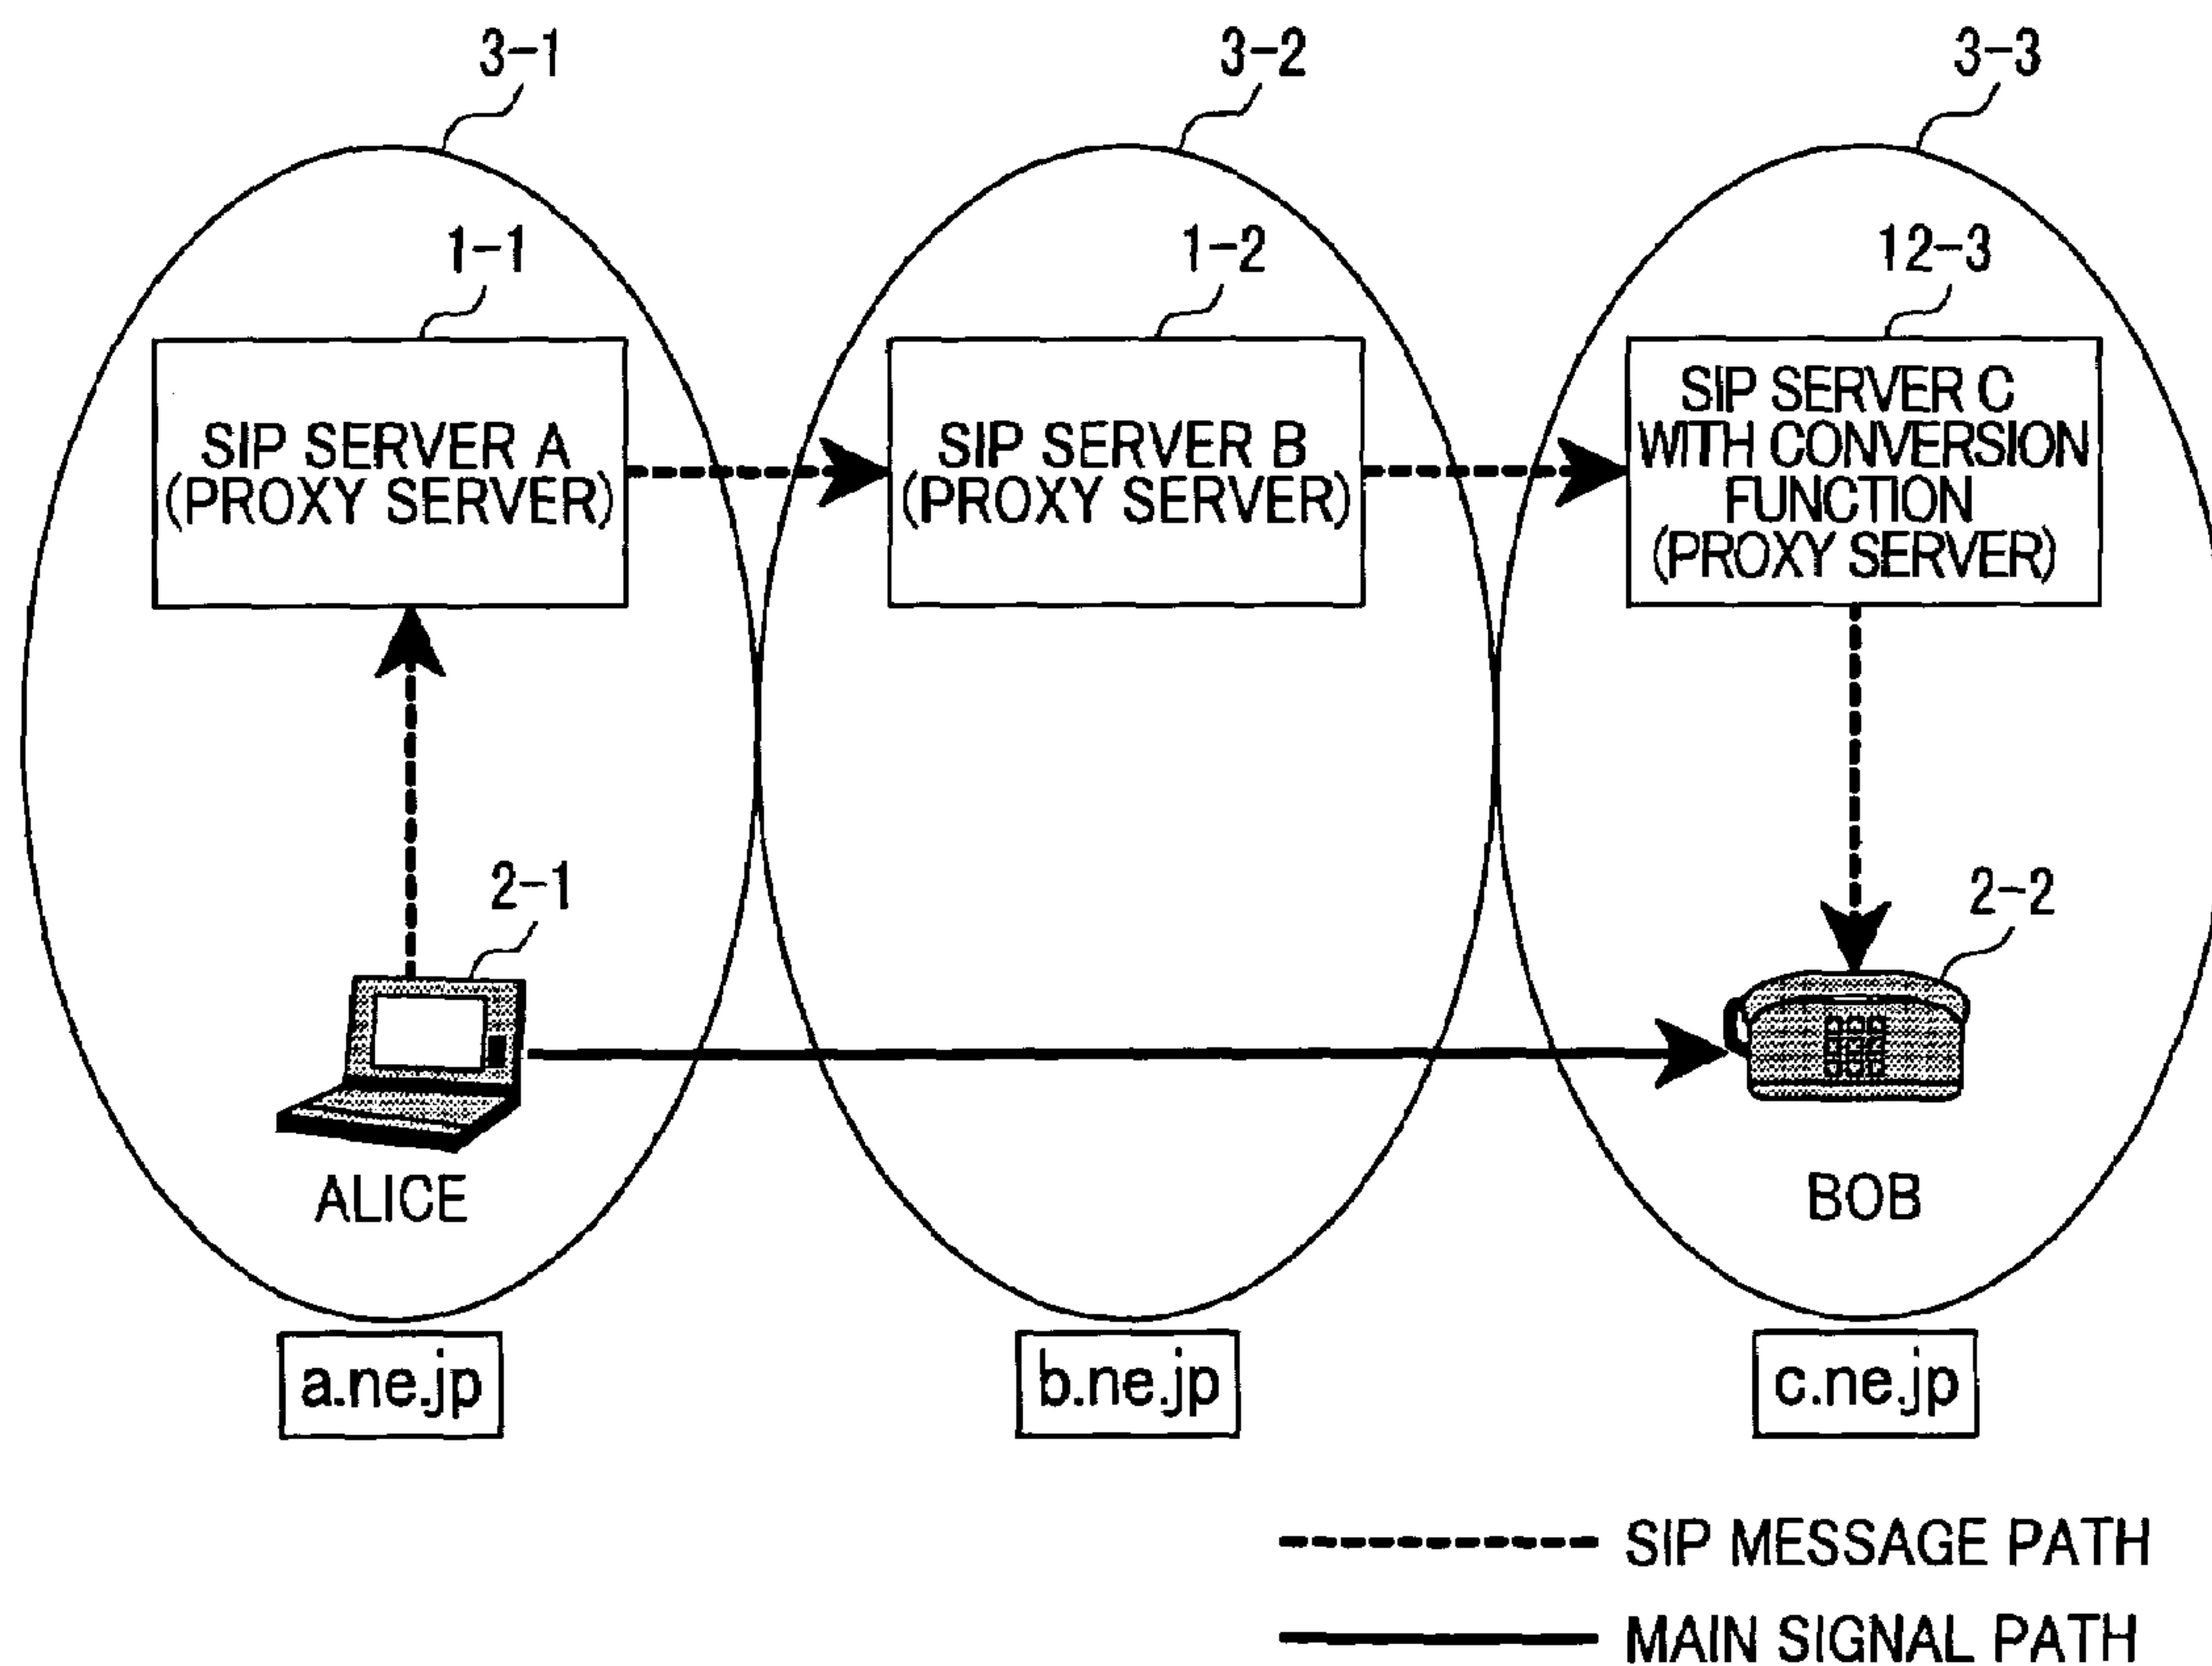 3-1
3-2
3-3
1-1
1-2
12-3
SIP SERVER A
(PROXY SERVER)
SIP SERVER B
(PROXY SERVER)
SIP SERVER C
WITH CONVERSION
FUNCTION
(PROXY SERVER)
2-1
2-2
ALICE
BOB
a.ne.jp
b.ne.jp
c.ne.jp
SIP MESSAGE PATH
MAIN SIGNAL PATH